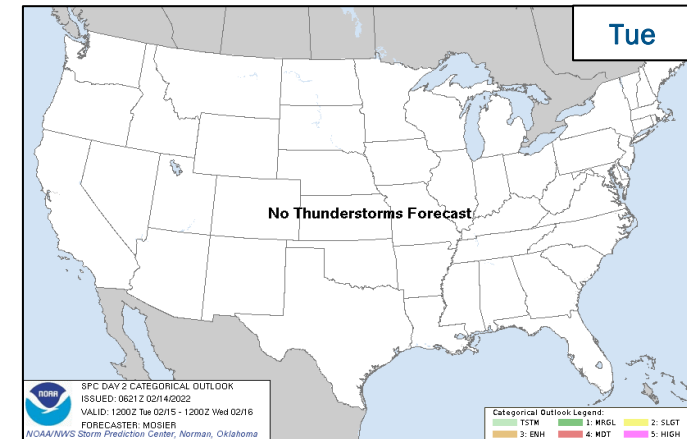 Tue
No Thunderstorms Forecast
NOAA
SPC DAY 2 CATEGORICAL OUTLOOK
ISSUED: 0621Z 02/14/2022
VALID: 1200Z Tue 02/15 - 1200Z Wed 02/16
FORECASTER: MOSIER
NOAA/NWS Storm Prediction Center, Norman, Oklahoma
Categorical Outlook Legend:
TSTM 1: MRGL 2: SLGT
3: ENH 4: MDT 5: HIGH